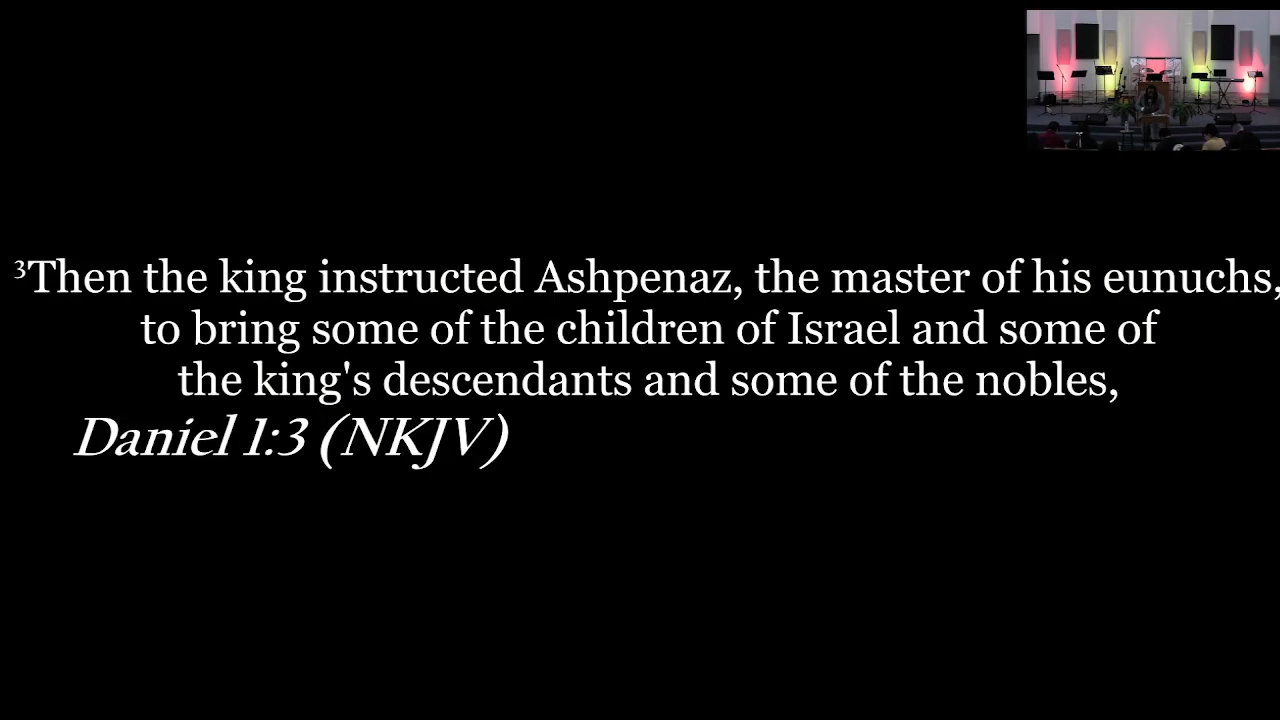 ³Then the king instructed Ashpenaz, the master of his eunuchs,
to bring some of the children of Israel and some of
the king's descendants and some of the nobles,
Daniel 1:3 (NKJV)